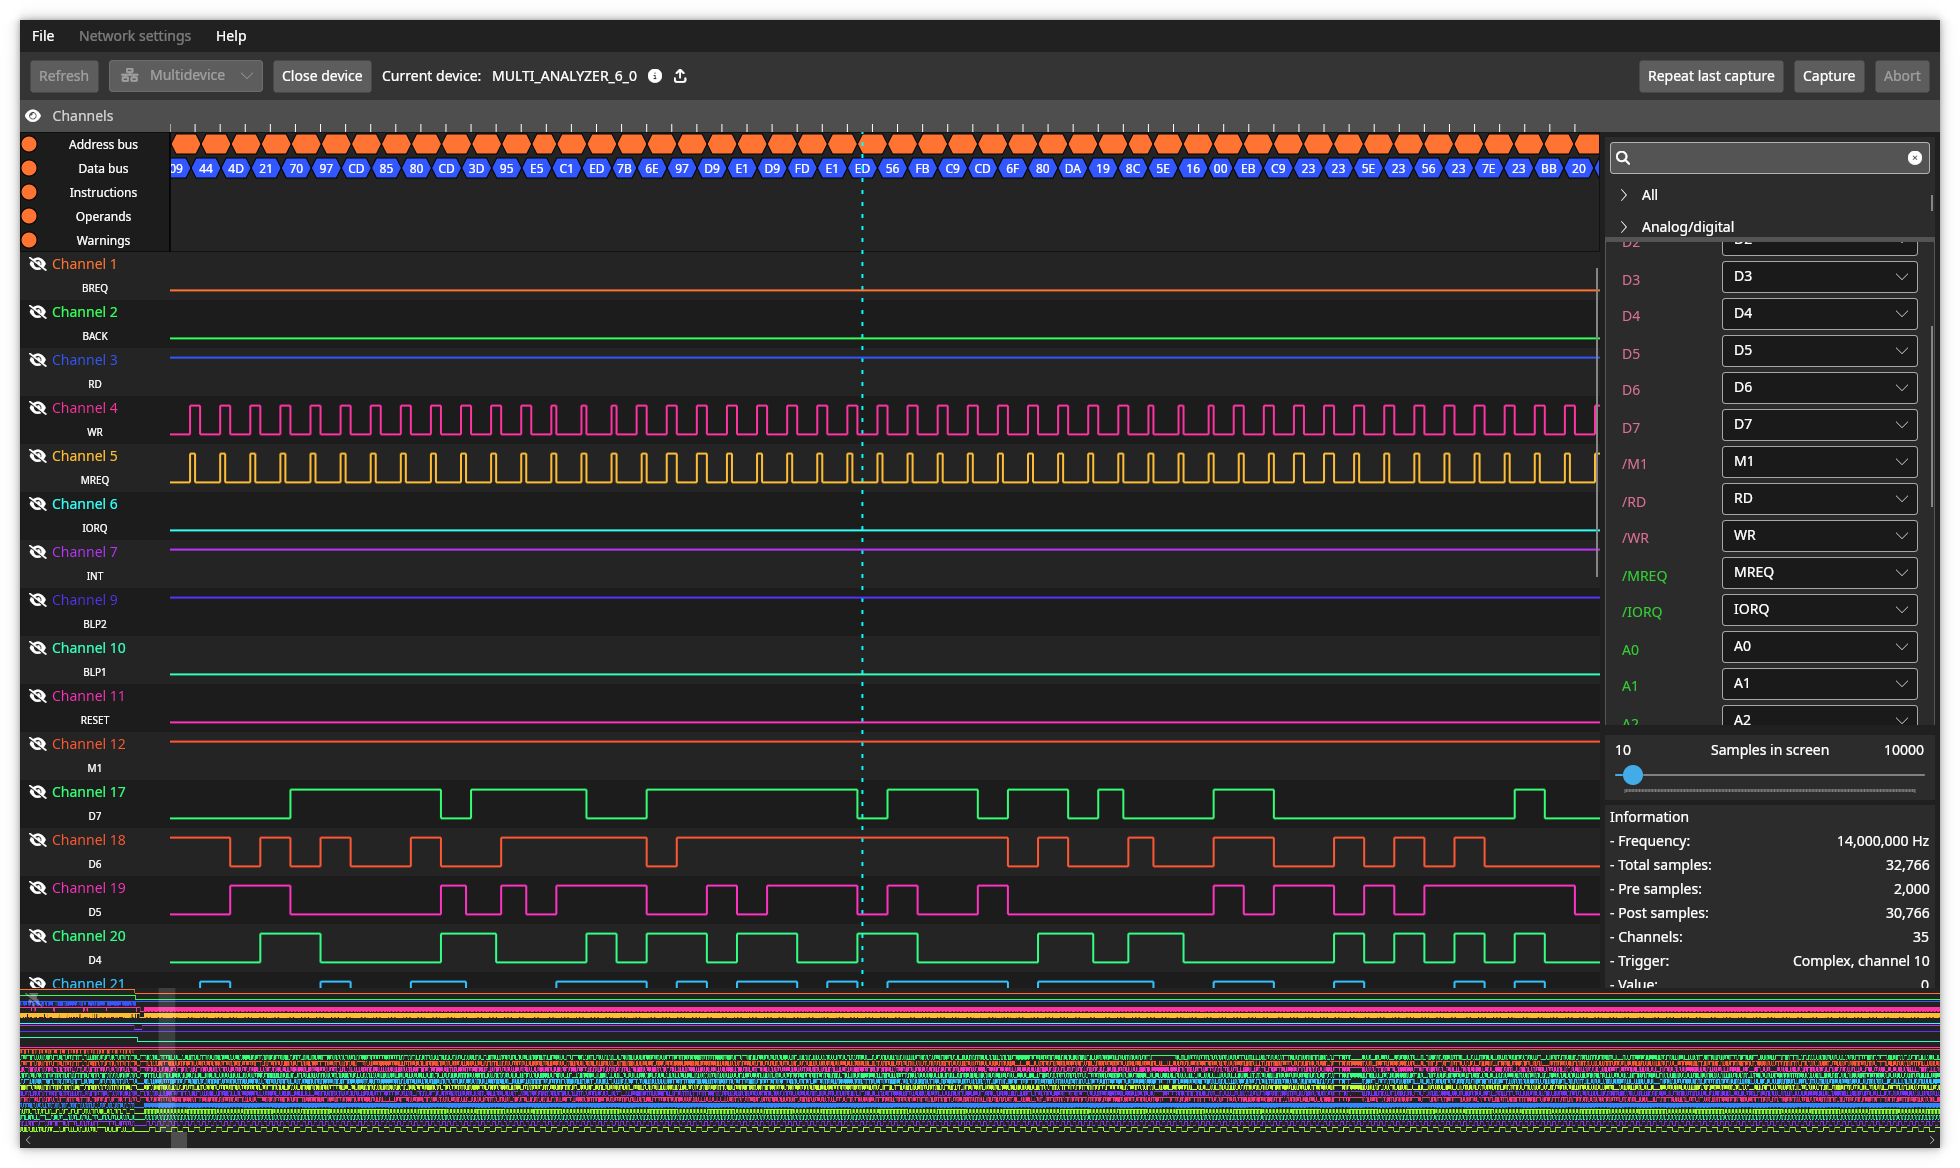 File Network settings Help
Refresh Multidevice Close device Current device: MULTI_ANALYZER_6_0 Repeat last capture Capture Abort
Channels
Address bus
Data bus 09 44 4D 21 70 97 CD 85 80 CD 3D 95 E5 C1 ED 7B 6E 97 D9 E1 D9 FD E1 ED 56 FB C9 CD 6F 80 DA 19 8C 5E 16 00 EB C9 23 23 5E 23 56 23 7E 23 BB 20
Instructions
Operands
Warnings
Channel 1
BREQ
Channel 2
BACK
Channel 3
RD
Channel 4
WR
Channel 5
MREQ
Channel 6
IORQ
Channel 7
INT
Channel 9
BLP2
Channel 10
BLP1
Channel 11
RESET
Channel 12
M1
Channel 17
D7
Channel 18
D6
Channel 19
D5
Channel 20
D4
Channel 21
All
Analog/digital
D2 D2
D3 D3
D4 D4
D5 D5
D6 D6
D7 D7
/M1 M1
/RD RD
/WR WR
/MREQ MREQ
/IORQ IORQ
A0 A0
A1 A1
A2 A2
10 Samples in screen 10000
Information
- Frequency: 14,000,000 Hz
- Total samples: 32,766
- Pre samples: 2,000
- Post samples: 30,766
- Channels: 35
- Trigger: Complex, channel 10
- Value: 0